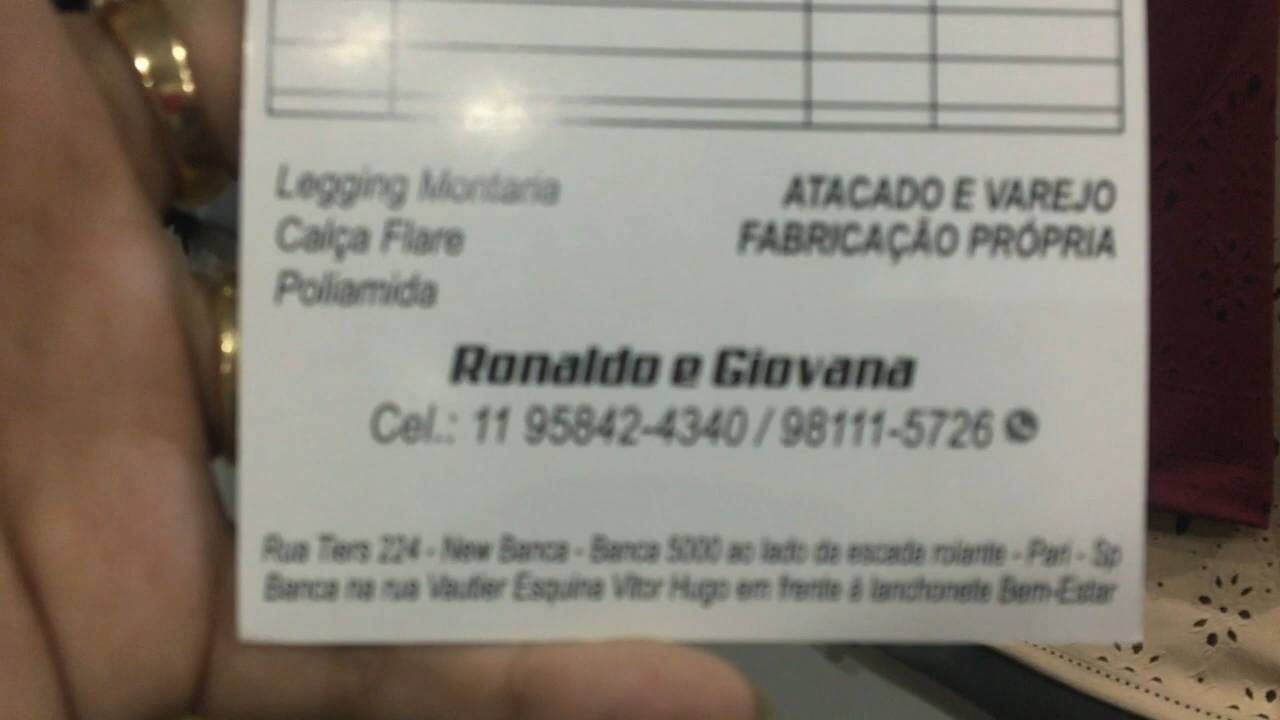 Legging Montaria
Calça Flare
Poliamida
ATACADO E VAREJO
FABRICAÇÃO PRÓPRIA
Ronaldo e Giovana
Cel.: 11 95842-4340 / 98111-5726
Rua Tiers 224 - New Banca - Banca 5000 ao lado da escada rolante - Pari - Sp
Banca na rua Vautier Esquina Vitor Hugo em frente á lanchonete Bem-Estar